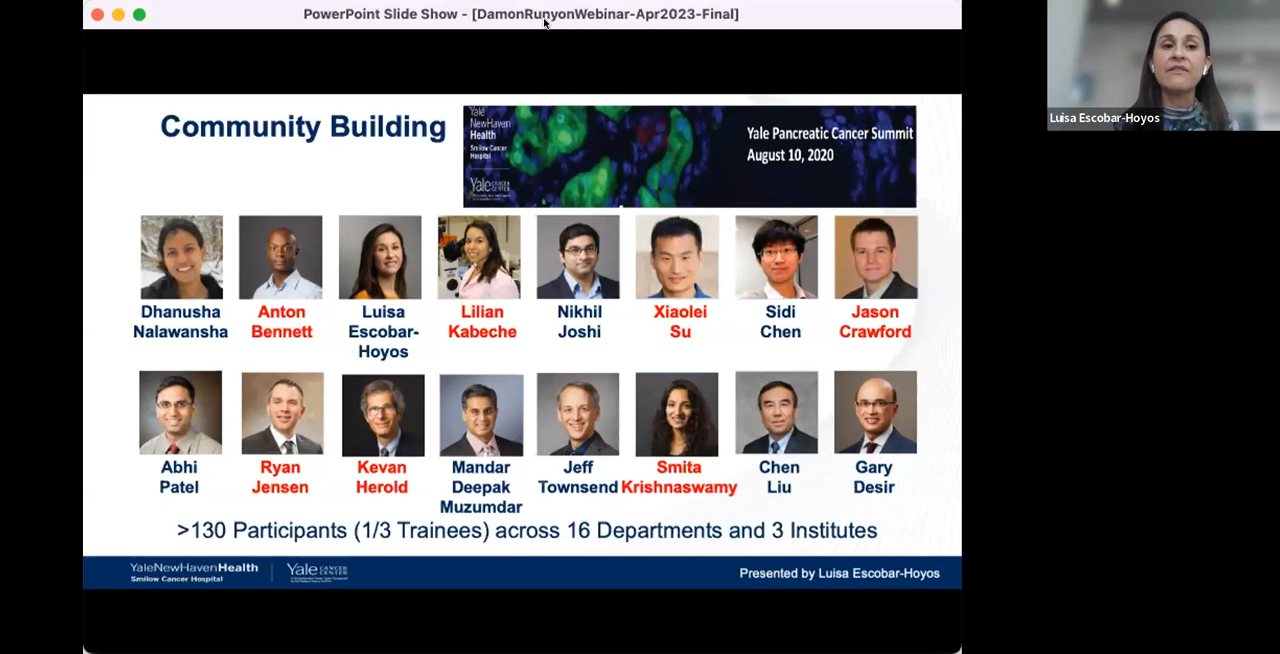 PowerPoint Slide Show - [DamonRunyonWebinar-Apr2023-Final]
Luisa Escobar-Hoyos
Community Building
Yale
NewHaven
Health
Smilow Cancer
Hospital
Yale CANCER CENTER
Yale Pancreatic Cancer Summit
August 10, 2020
Dhanusha
Nalawansha
Anton
Bennett
Luisa
Escobar-
Hoyos
Lilian
Kabeche
Nikhil
Joshi
Xiaolei
Su
Sidi
Chen
Jason
Crawford
Abhi
Patel
Ryan
Jensen
Kevan
Herold
Mandar
Deepak
Muzumdar
Jeff
Townsend
Smita
Krishnaswamy
Chen
Liu
Gary
Desir
>130 Participants (1/3 Trainees) across 16 Departments and 3 Institutes
YaleNewHavenHealth
Smilow Cancer Hospital
Yale CANCER CENTER
Presented by Luisa Escobar-Hoyos